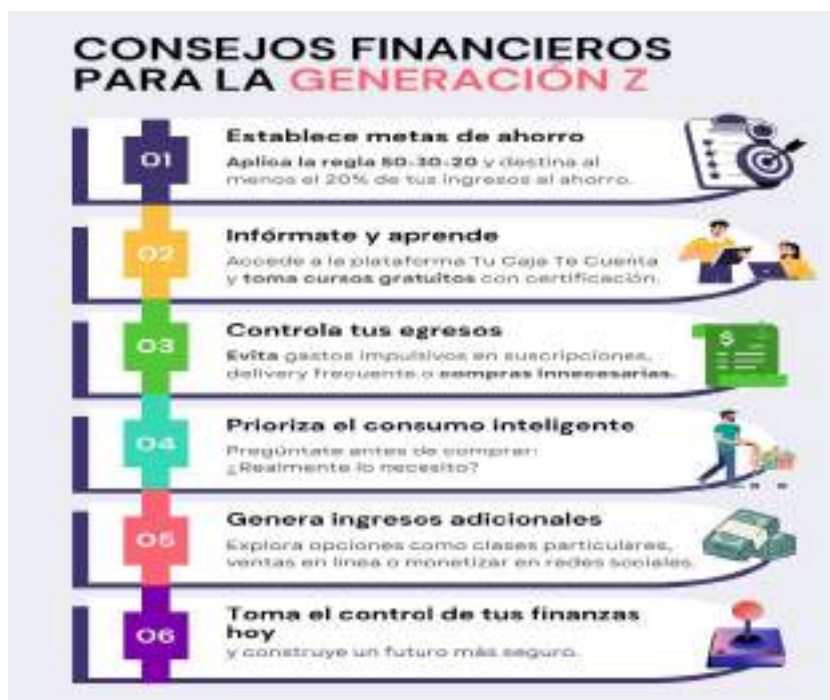 CONSEJOS FINANCIEROS
PARA LA GENERACIÓN Z
01
Establece metas de ahorro
Aplica la regla 50-30-20 y destina al
menos el 20% de tus ingresos al ahorro.
02
Infórmate y aprende
Accede a la plataforma Tu Caja Te Cuenta
y toma cursos gratuitos con certificación.
03
Controla tus egresos
Evita gastos impulsivos en suscripciones,
delivery frecuente o compras innecesarias.
$
04
Prioriza el consumo inteligente
Pregúntate antes de comprar:
¿Realmente lo necesito?
05
Genera ingresos adicionales
Explora opciones como clases particulares,
ventas en línea o monetizar en redes sociales.
06
Toma el control de tus finanzas
hoy
y construye un futuro más seguro.